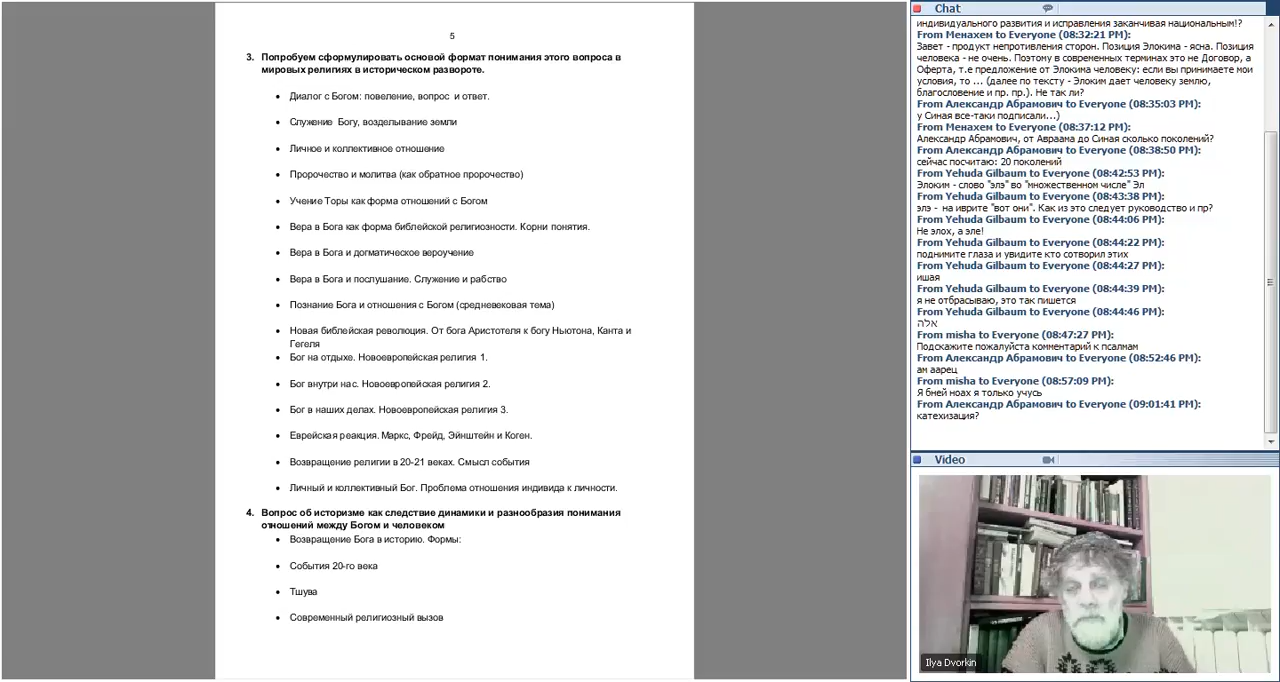 5
3. Попробуем сформулировать основой формат понимания этого вопроса в
мировых религиях в историческом развороте.
• Диалог с Богом: повеление, вопрос и ответ.
• Служение Богу, возделывание земли
• Личное и коллективное отношение
• Пророчество и молитва (как обратное пророчество)
• Учение Торы как форма отношений с Богом
• Вера в Бога как форма библейской религиозности. Корни понятия.
• Вера в Бога и догматическое вероучение
• Вера в Бога и послушание. Служение и рабство
• Познание Бога и отношения с Богом (средневековая тема)
• Новая библейская революция. От бога Аристотеля к богу Ньютона, Канта и
Гегеля
• Бог на отдыхе. Новоевропейская религия 1.
• Бог внутри нас. Новоевропейская религия 2.
• Бог в наших делах. Новоевропейская религия 3.
• Еврейская реакция. Маркс, Фрейд, Эйнштейн и Коген.
• Возвращение религии в 20-21 веках. Смысл события
• Личный и коллективный Бог. Проблема отношения индивида к личности.
4. Вопрос об историзме как следствие динамики и разнообразия понимания
отношений между Богом и человеком
• Возвращение Бога в историю. Формы:
• События 20-го века
• Тшува
• Современный религиозный вызов
Chat
индивидуального развития и исправления заканчивая национальным!?
From Менахем to Everyone (08:32:21 PM):
Завет - продукт непротивления сторон. Позиция Элокина - ясна. Позиция
человека - не очень. Поэтому в современных терминах это не Договор, а
Оферта, т.е предложение от Элокима человеку: если вы принимаете мои
условия, то ... (далее по тексту - Элоким дает человеку землю,
благословение и пр. пр.). Не так ли?
From Александр Абрамович to Everyone (08:35:03 PM):
у Синая все-таки подписали...)
From Менахем to Everyone (08:37:12 PM):
Александр Абрамович, от Авраама до Синая сколько поколений?
From Александр Абрамович to Everyone (08:38:50 PM):
сейчас посчитаю: 20 поколений
From Yehuda Gilbaum to Everyone (08:42:53 PM):
Элоким - слово "элэ" во "множественном числе" Эл
From Yehuda Gilbaum to Everyone (08:43:38 PM):
элэ - на иврите "вот они". Как из это следует руководство и пр?
From Yehuda Gilbaum to Everyone (08:44:06 PM):
Не элох, а эле!
From Yehuda Gilbaum to Everyone (08:44:22 PM):
поднимите глаза и увидите кто сотворил этих
From Yehuda Gilbaum to Everyone (08:44:27 PM):
ишая
From Yehuda Gilbaum to Everyone (08:44:39 PM):
я не отбрасываю, это так пишется
From Yehuda Gilbaum to Everyone (08:44:46 PM):
אלה
From misha to Everyone (08:47:27 PM):
Подскажите пожалуйста комментарий к псалмам
From Александр Абрамович to Everyone (08:52:46 PM):
ам аарец
From misha to Everyone (08:57:09 PM):
Я бней ноах я только учусь
From Александр Абрамович to Everyone (09:01:41 PM):
катехизация?
Video
Ilya Dvorkin